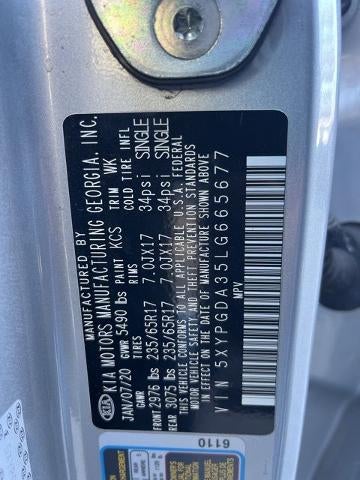 MANUFACTURED BY
KIA KIA MOTORS MANUFACTURING GEORGIA. INC.
JAN/07/20 GVWR 5490 lbs PAINT KCS TRIM WK
GAWR RIMS COLD TIRE INFL
FRONT2976 lbs 235/65R17 7.0JX17 34psi SINGLE
REAR 3075 lbs 235/65R17 7.0JX17 34psi SINGLE
THIS VEHICLE CONFORMS TO ALL APPLICABLE U.S.A. FEDERAL
MOTOR VEHICLE SAFETY AND THEFT PREVENTION STANDARDS
IN EFFECT ON THE DATE OF MANUFACTURE SHOWN ABOVE
VIN 5XYPGDA35LG665677
MPV
6110